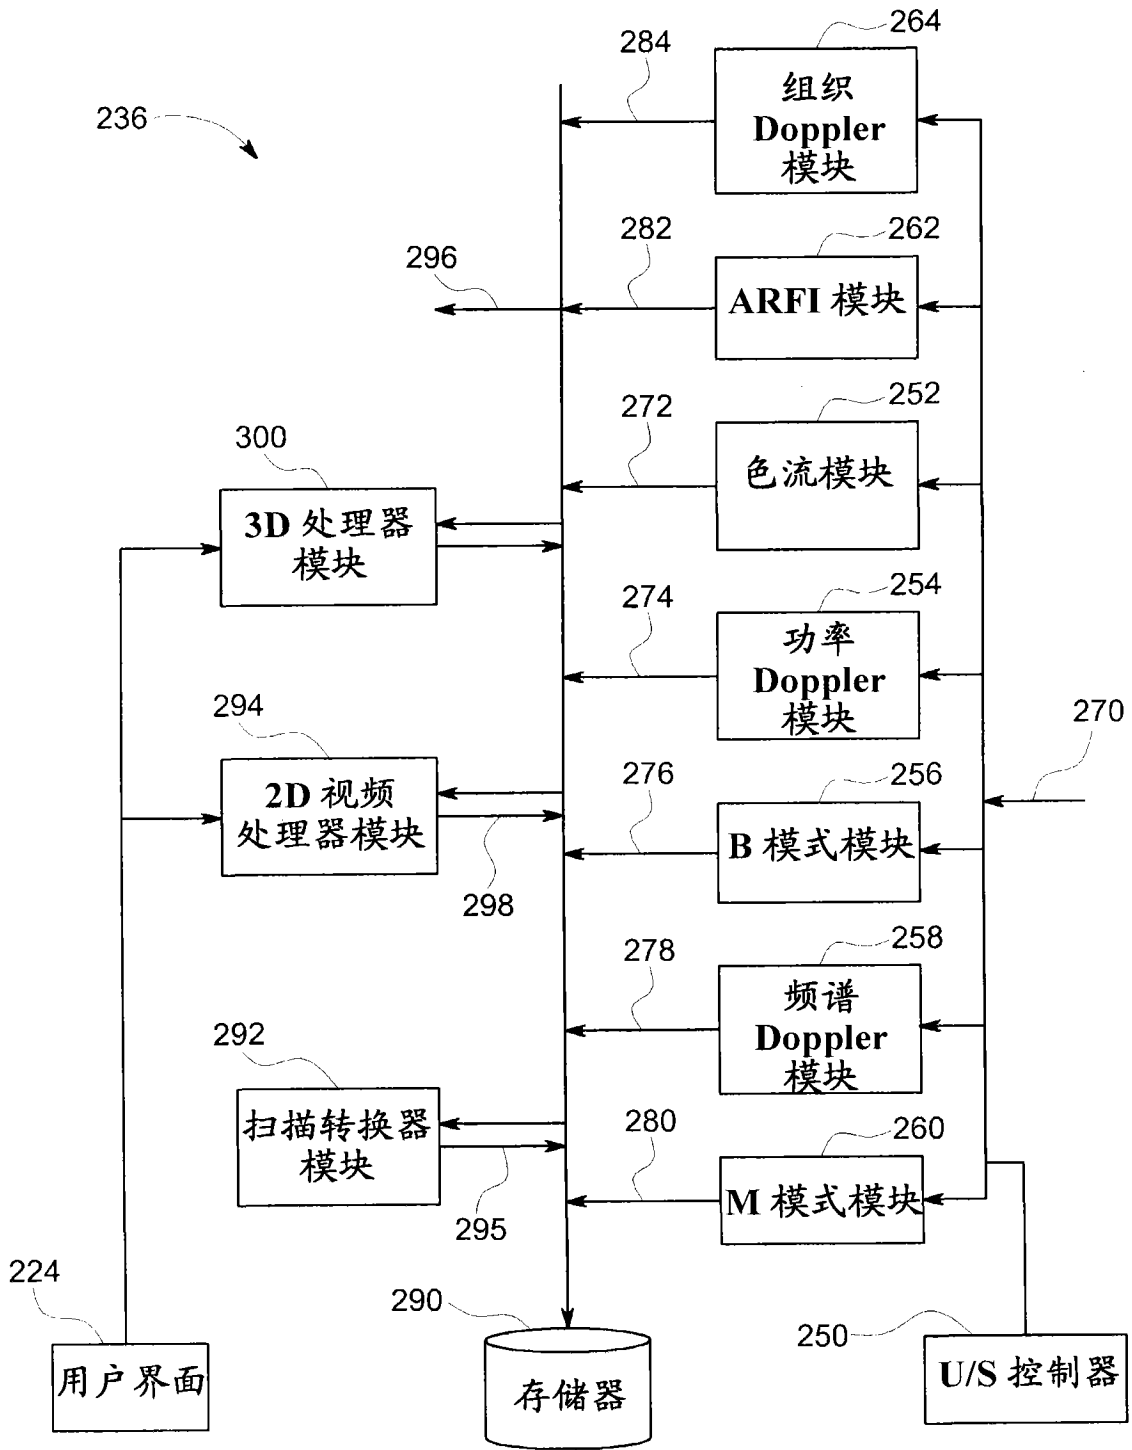 264
284
组织
Doppler
模块
236
262
282
296
ARFI 模块
252
272
色流模块
300
3D 处理器
模块
254
274
功率
Doppler
模块
294
270
2D 视频
处理器模块
256
276
B 模式模块
298
258
278
频谱
Doppler
模块
292
扫描转换器
模块
260
280
M 模式模块
295
224
用户界面
290
存储器
250
U/S 控制器